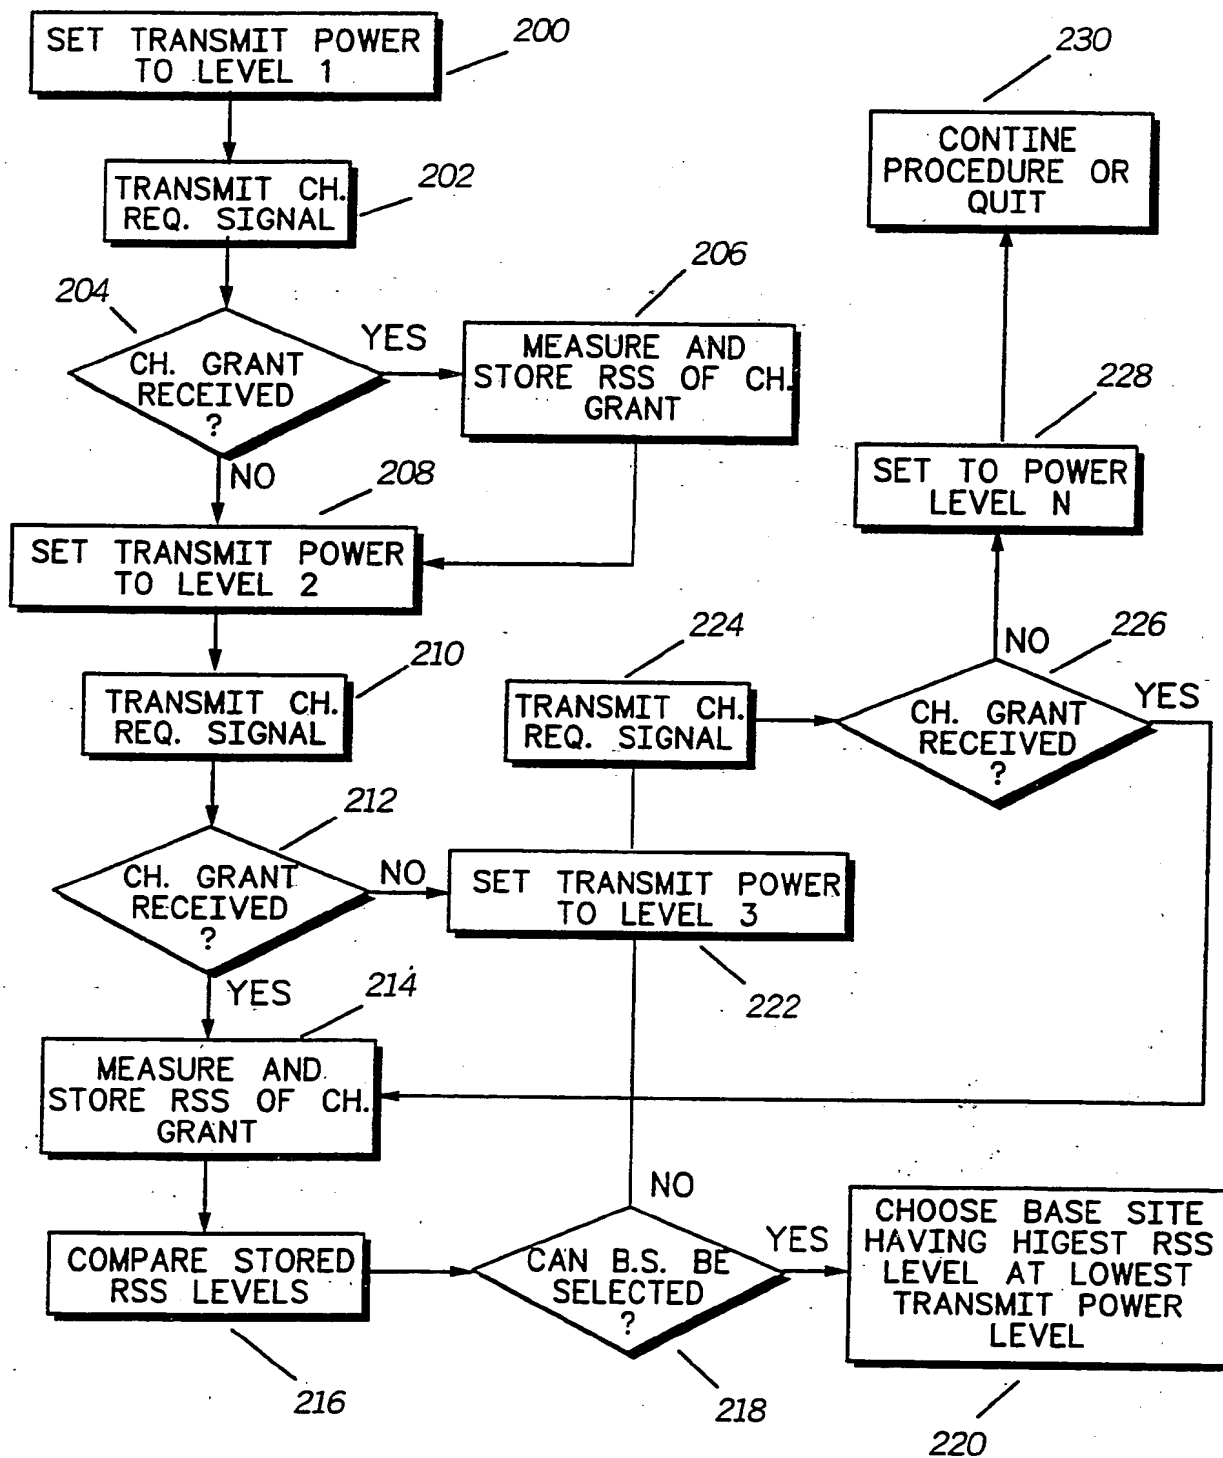 SET TRANSMIT POWER
TO LEVEL 1
200
TRANSMIT CH.
REQ. SIGNAL
202
204
CH. GRANT
RECEIVED
?
YES
NO
206
MEASURE AND
STORE RSS OF CH.
GRANT
208
SET TRANSMIT POWER
TO LEVEL 2
210
TRANSMIT CH.
REQ. SIGNAL
212
CH. GRANT
RECEIVED
?
NO
YES
214
MEASURE AND
STORE RSS OF CH.
GRANT
COMPARE STORED
RSS LEVELS
216
CAN B.S. BE
SELECTED
?
218
NO
YES
CHOOSE BASE SITE
HAVING HIGEST RSS
LEVEL AT LOWEST
TRANSMIT POWER
LEVEL
220
SET TRANSMIT POWER
TO LEVEL 3
222
224
TRANSMIT CH.
REQ. SIGNAL
226
CH. GRANT
RECEIVED
?
NO
YES
228
SET TO POWER
LEVEL N
230
CONTINE
PROCEDURE OR
QUIT